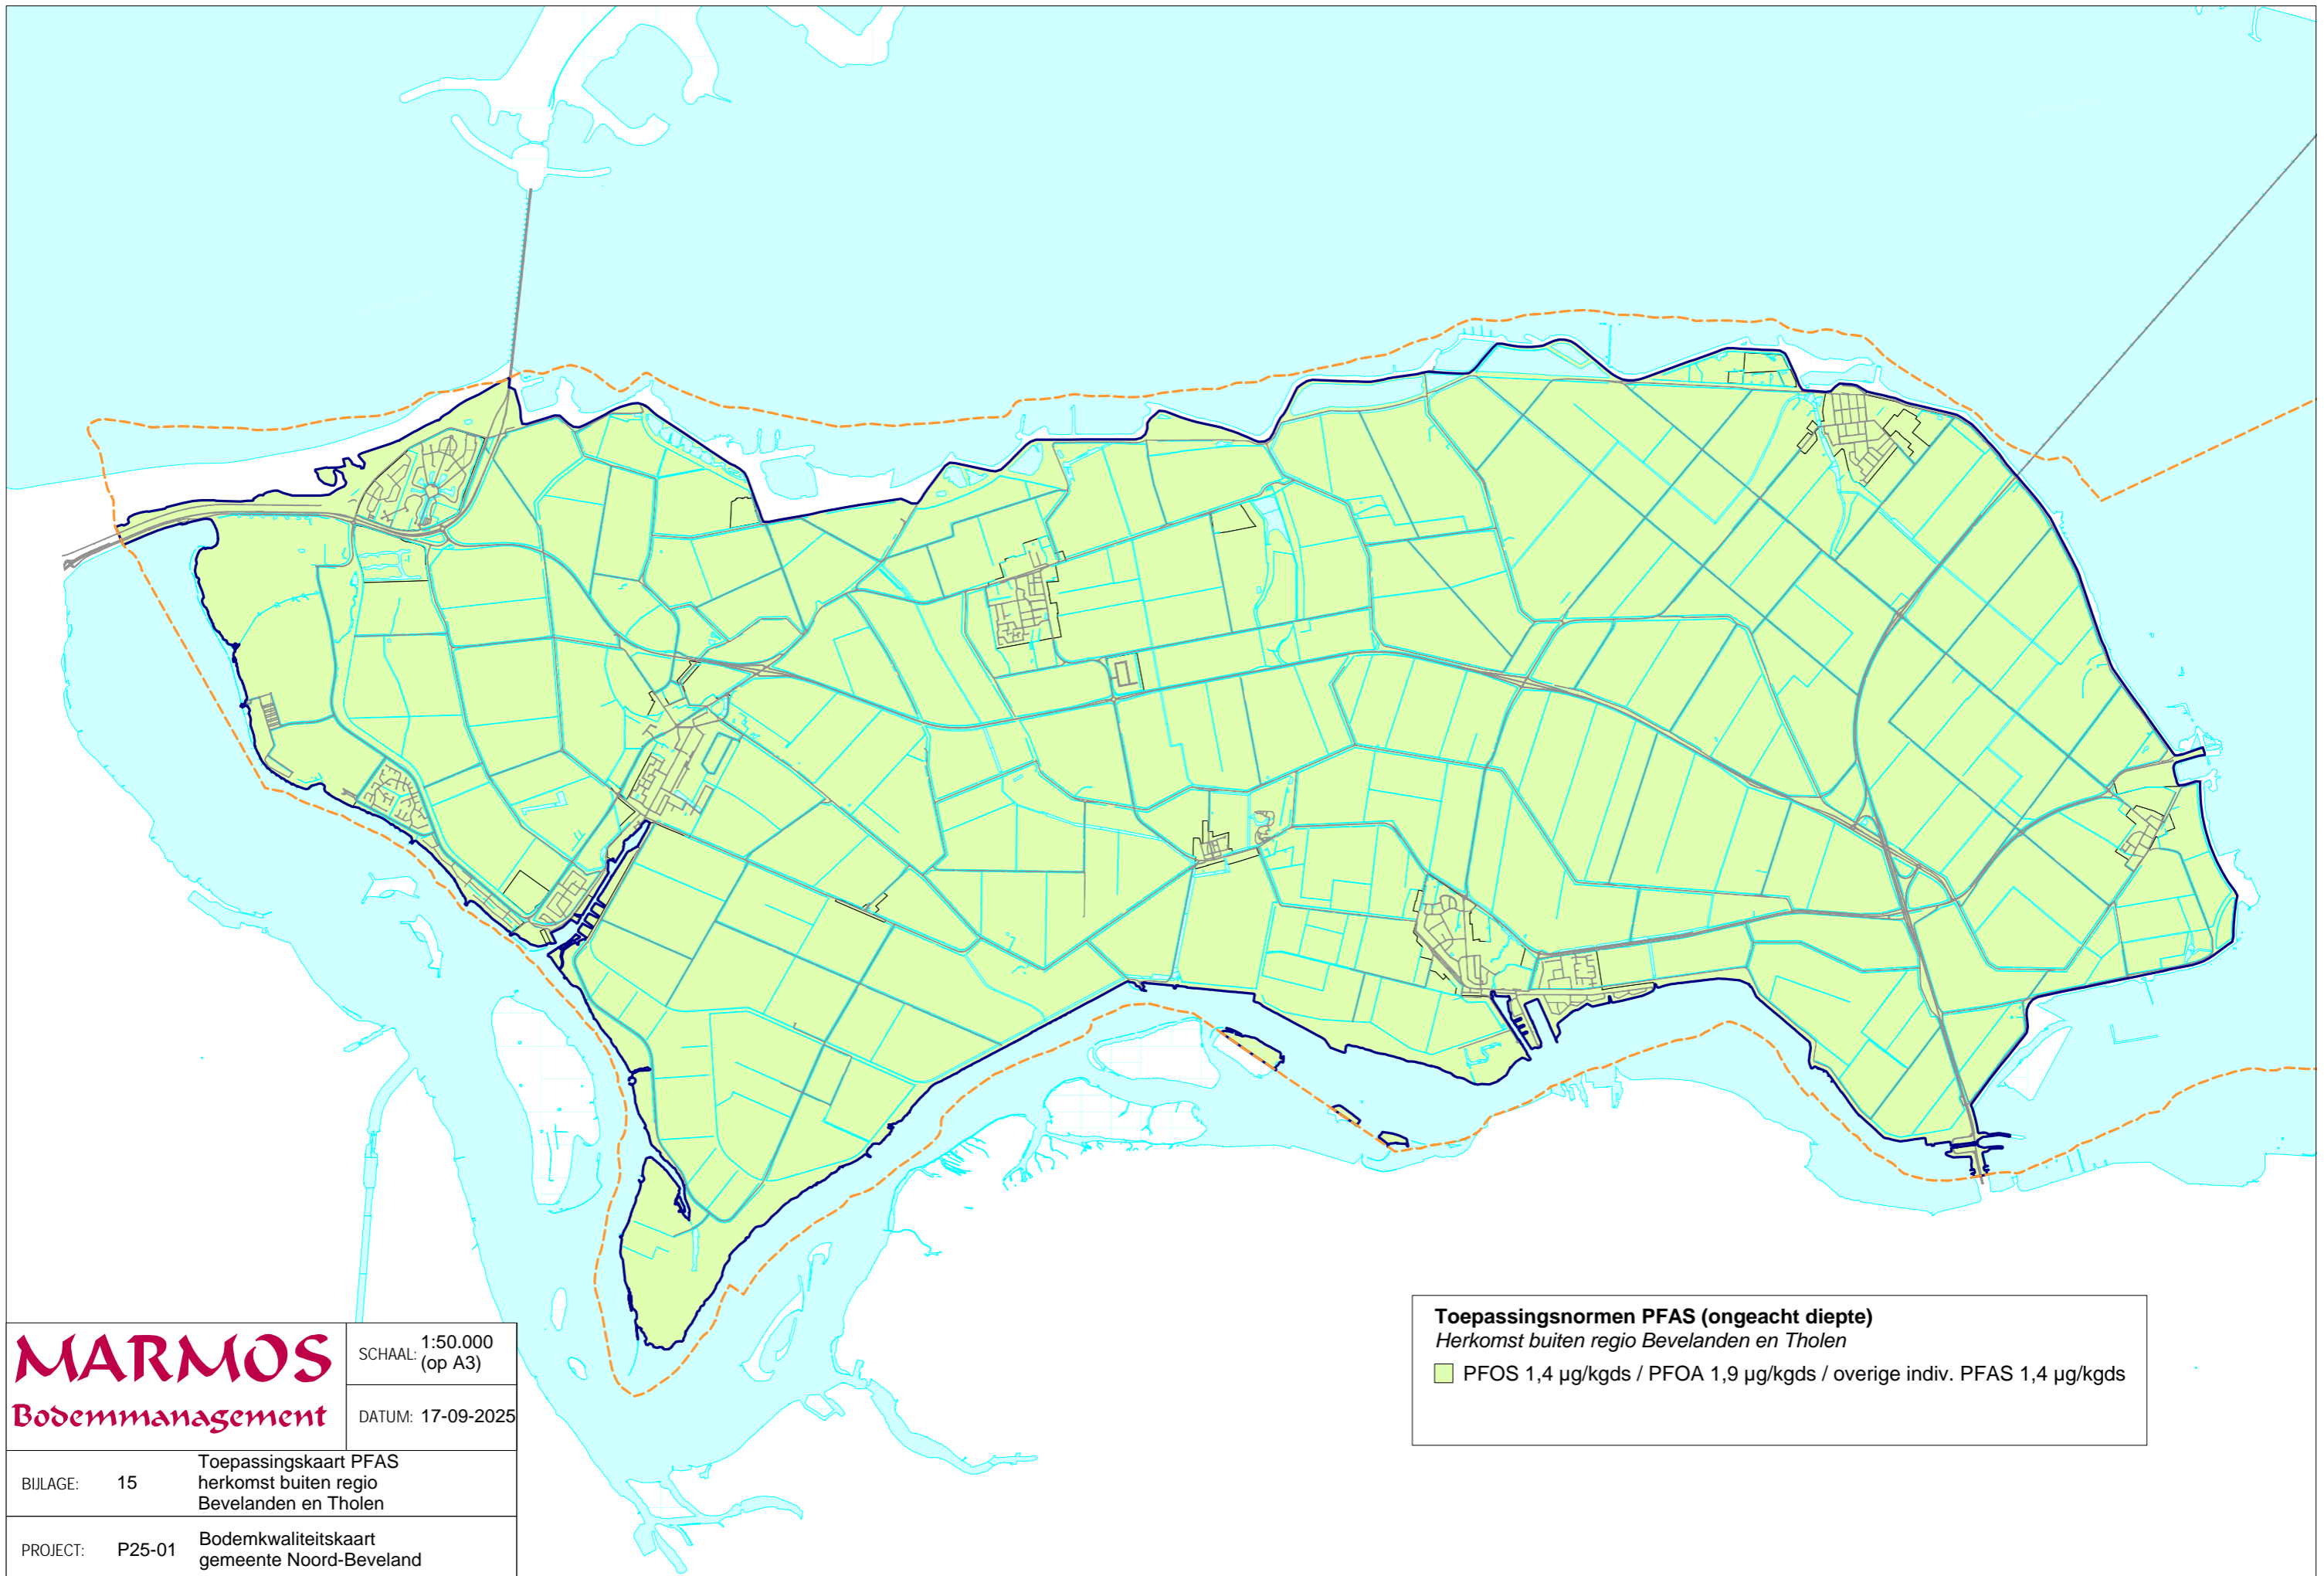 Toepassingsnormen PFAS (ongeacht diepte)
Herkomst buiten regio Bevelanden en Tholen
PFOS 1,4 µg/kgds / PFOA 1,9 µg/kgds / overige indiv. PFAS 1,4 µg/kgds
MARMOS
Bodemmanagement
SCHAAL: 1:50.000
(op A3)
DATUM: 17-09-2025
BIJLAGE: 15
Toepassingskaart PFAS
herkomst buiten regio
Bevelanden en Tholen
PROJECT: P25-01
Bodemkwaliteitskaart
gemeente Noord-Beveland